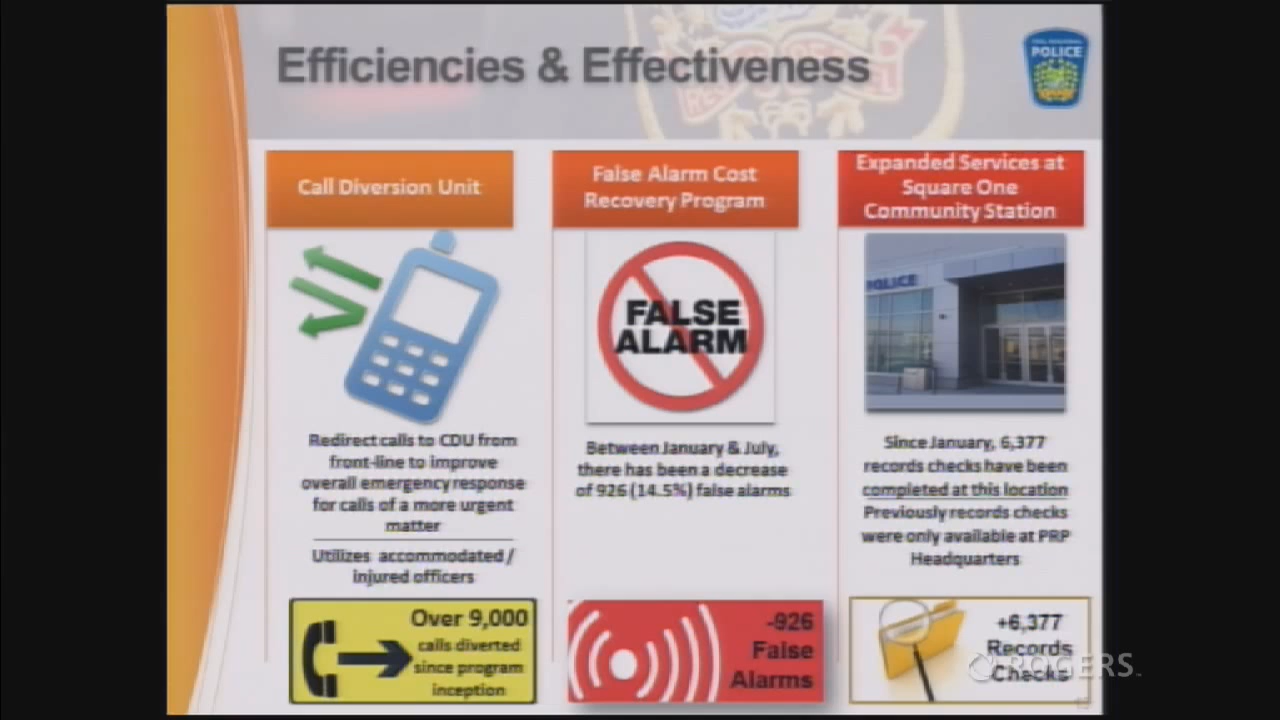 Efficiencies & Effectiveness
POLICE
Call Diversion Unit
Redirect calls to CDU from
front-line to improve
overall emergency response
for calls of a more urgent
matter
Utilizes accommodated /
injured officers
Over 9,000
calls diverted
since program
inception
False Alarm Cost
Recovery Program
FALSE
ALARM
Between January & July,
there has been a decrease
of 926 (14.5%) false alarms
-926
False
Alarms
Expanded Services at
Square One
Community Station
POLICE
Since January, 6,377
records checks have been
completed at this location
Previously records checks
were only available at PRP
Headquarters
+6,377
Records
Checks
ROGERS